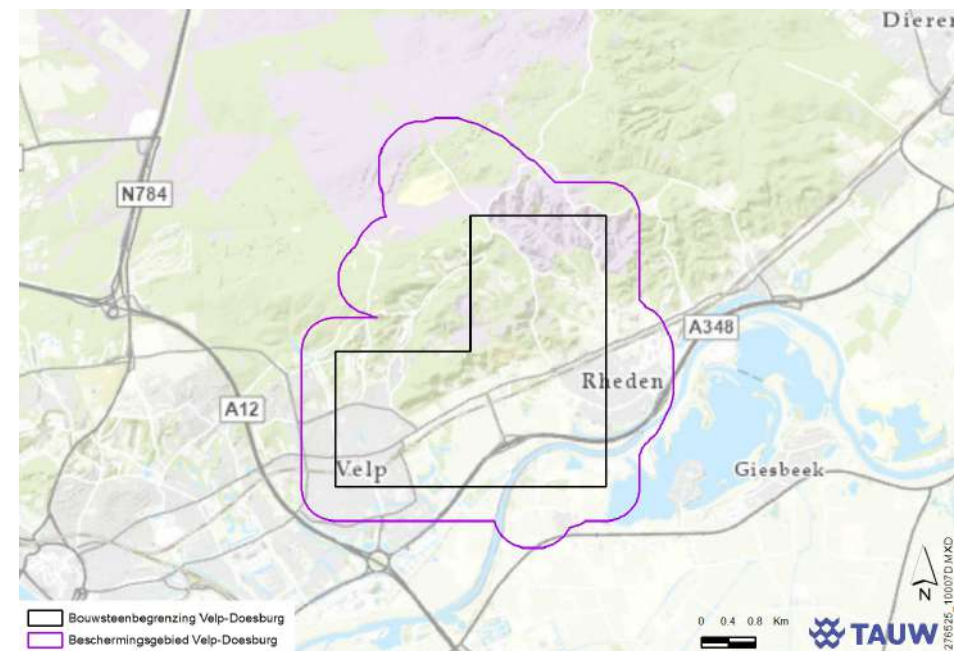 Dieren
N784
A348
Rheden
A12
Velp
Giesbeek
Bouwsteenbegrenzing Velp-Doesburg
Beschermingsgebied Velp-Doesburg
0 0.4 0.8 Km
N
TAUW
276525_10007D.MXD